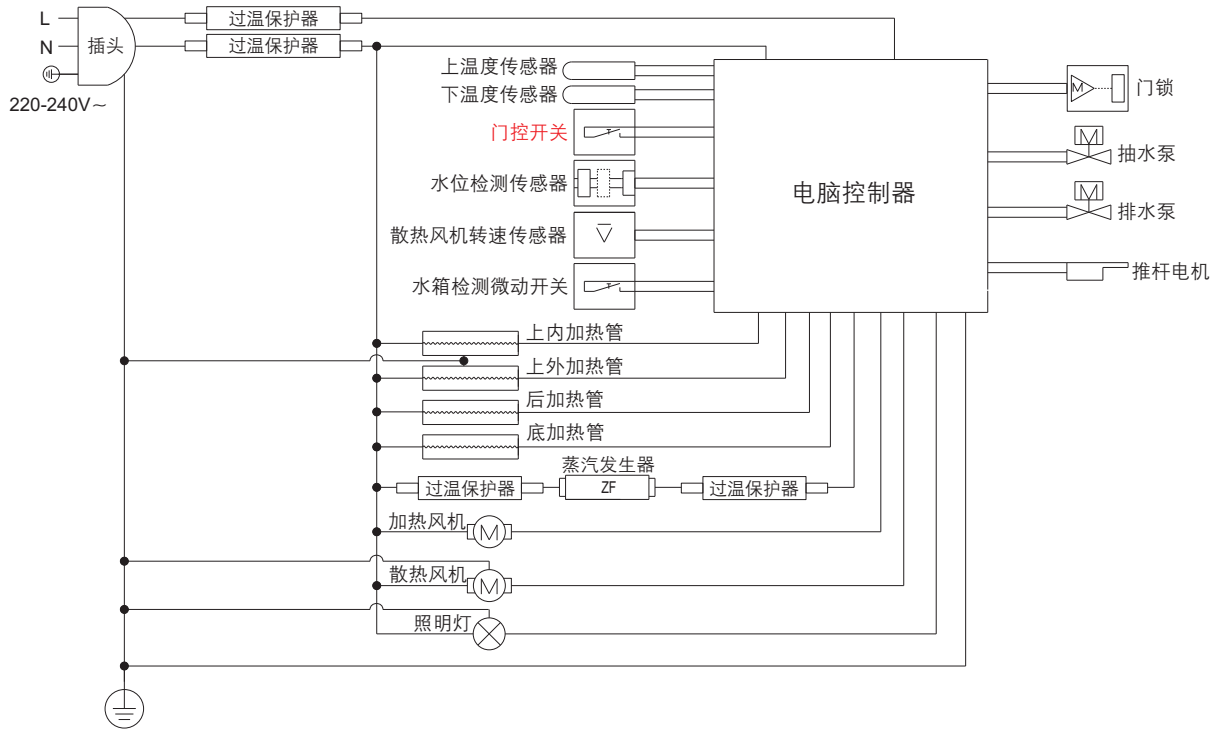 L
过温保护器
N
插头
过温保护器
220-240V~
上温度传感器
下温度传感器
门控开关
水位检测传感器
散热风机转速传感器
水箱检测微动开关
电脑控制器
M
门锁
M
抽水泵
M
排水泵
推杆电机
上内加热管
上外加热管
后加热管
底加热管
蒸汽发生器
过温保护器
ZF
过温保护器
加热风机
M
散热风机
M
照明灯